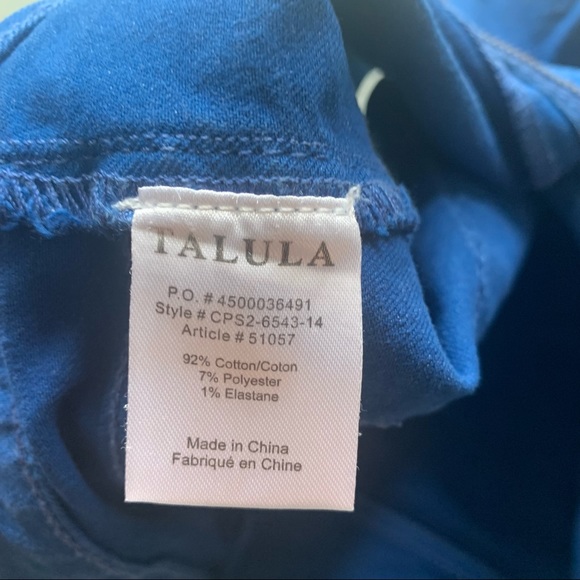 TALULA
P.O. # 4500036491
Style # CPS2-6543-14
Article # 51057
92% Cotton/Coton
7% Polyester
1% Elastane
Made in China
Fabriqué en Chine